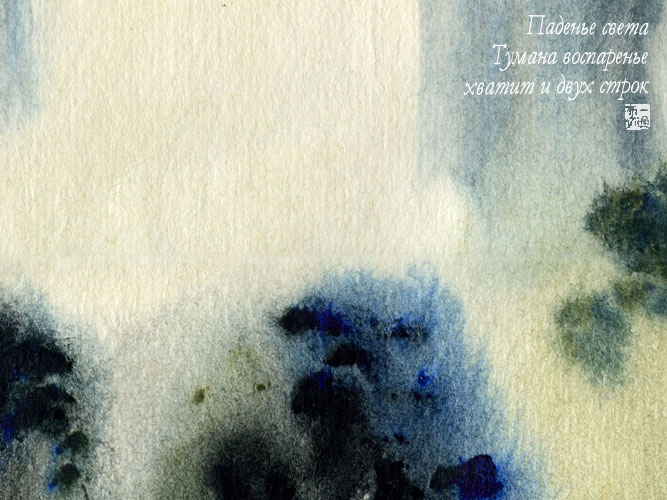 Паденье света
Тумана воспаренье
хватит и двух строк